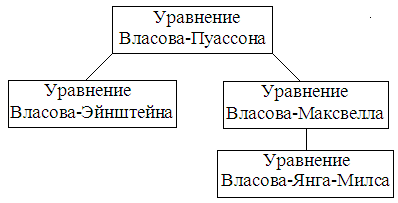 Уравнение
Власова-Пуассона
Уравнение
Власова-Эйнштейна
Уравнение
Власова-Максвелла
Уравнение
Власова-Янга-Милса